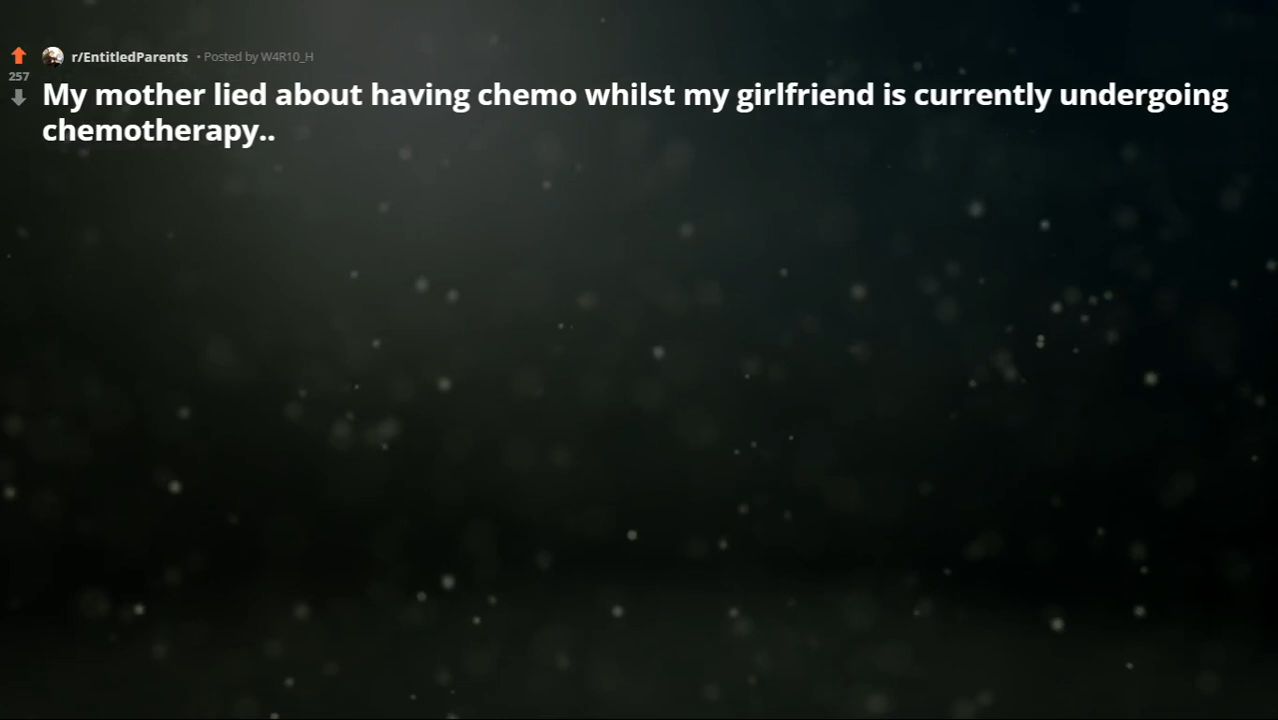 r/EntitledParents • Posted by W4R10_H
257
My mother lied about having chemo whilst my girlfriend is currently undergoing
chemotherapy..